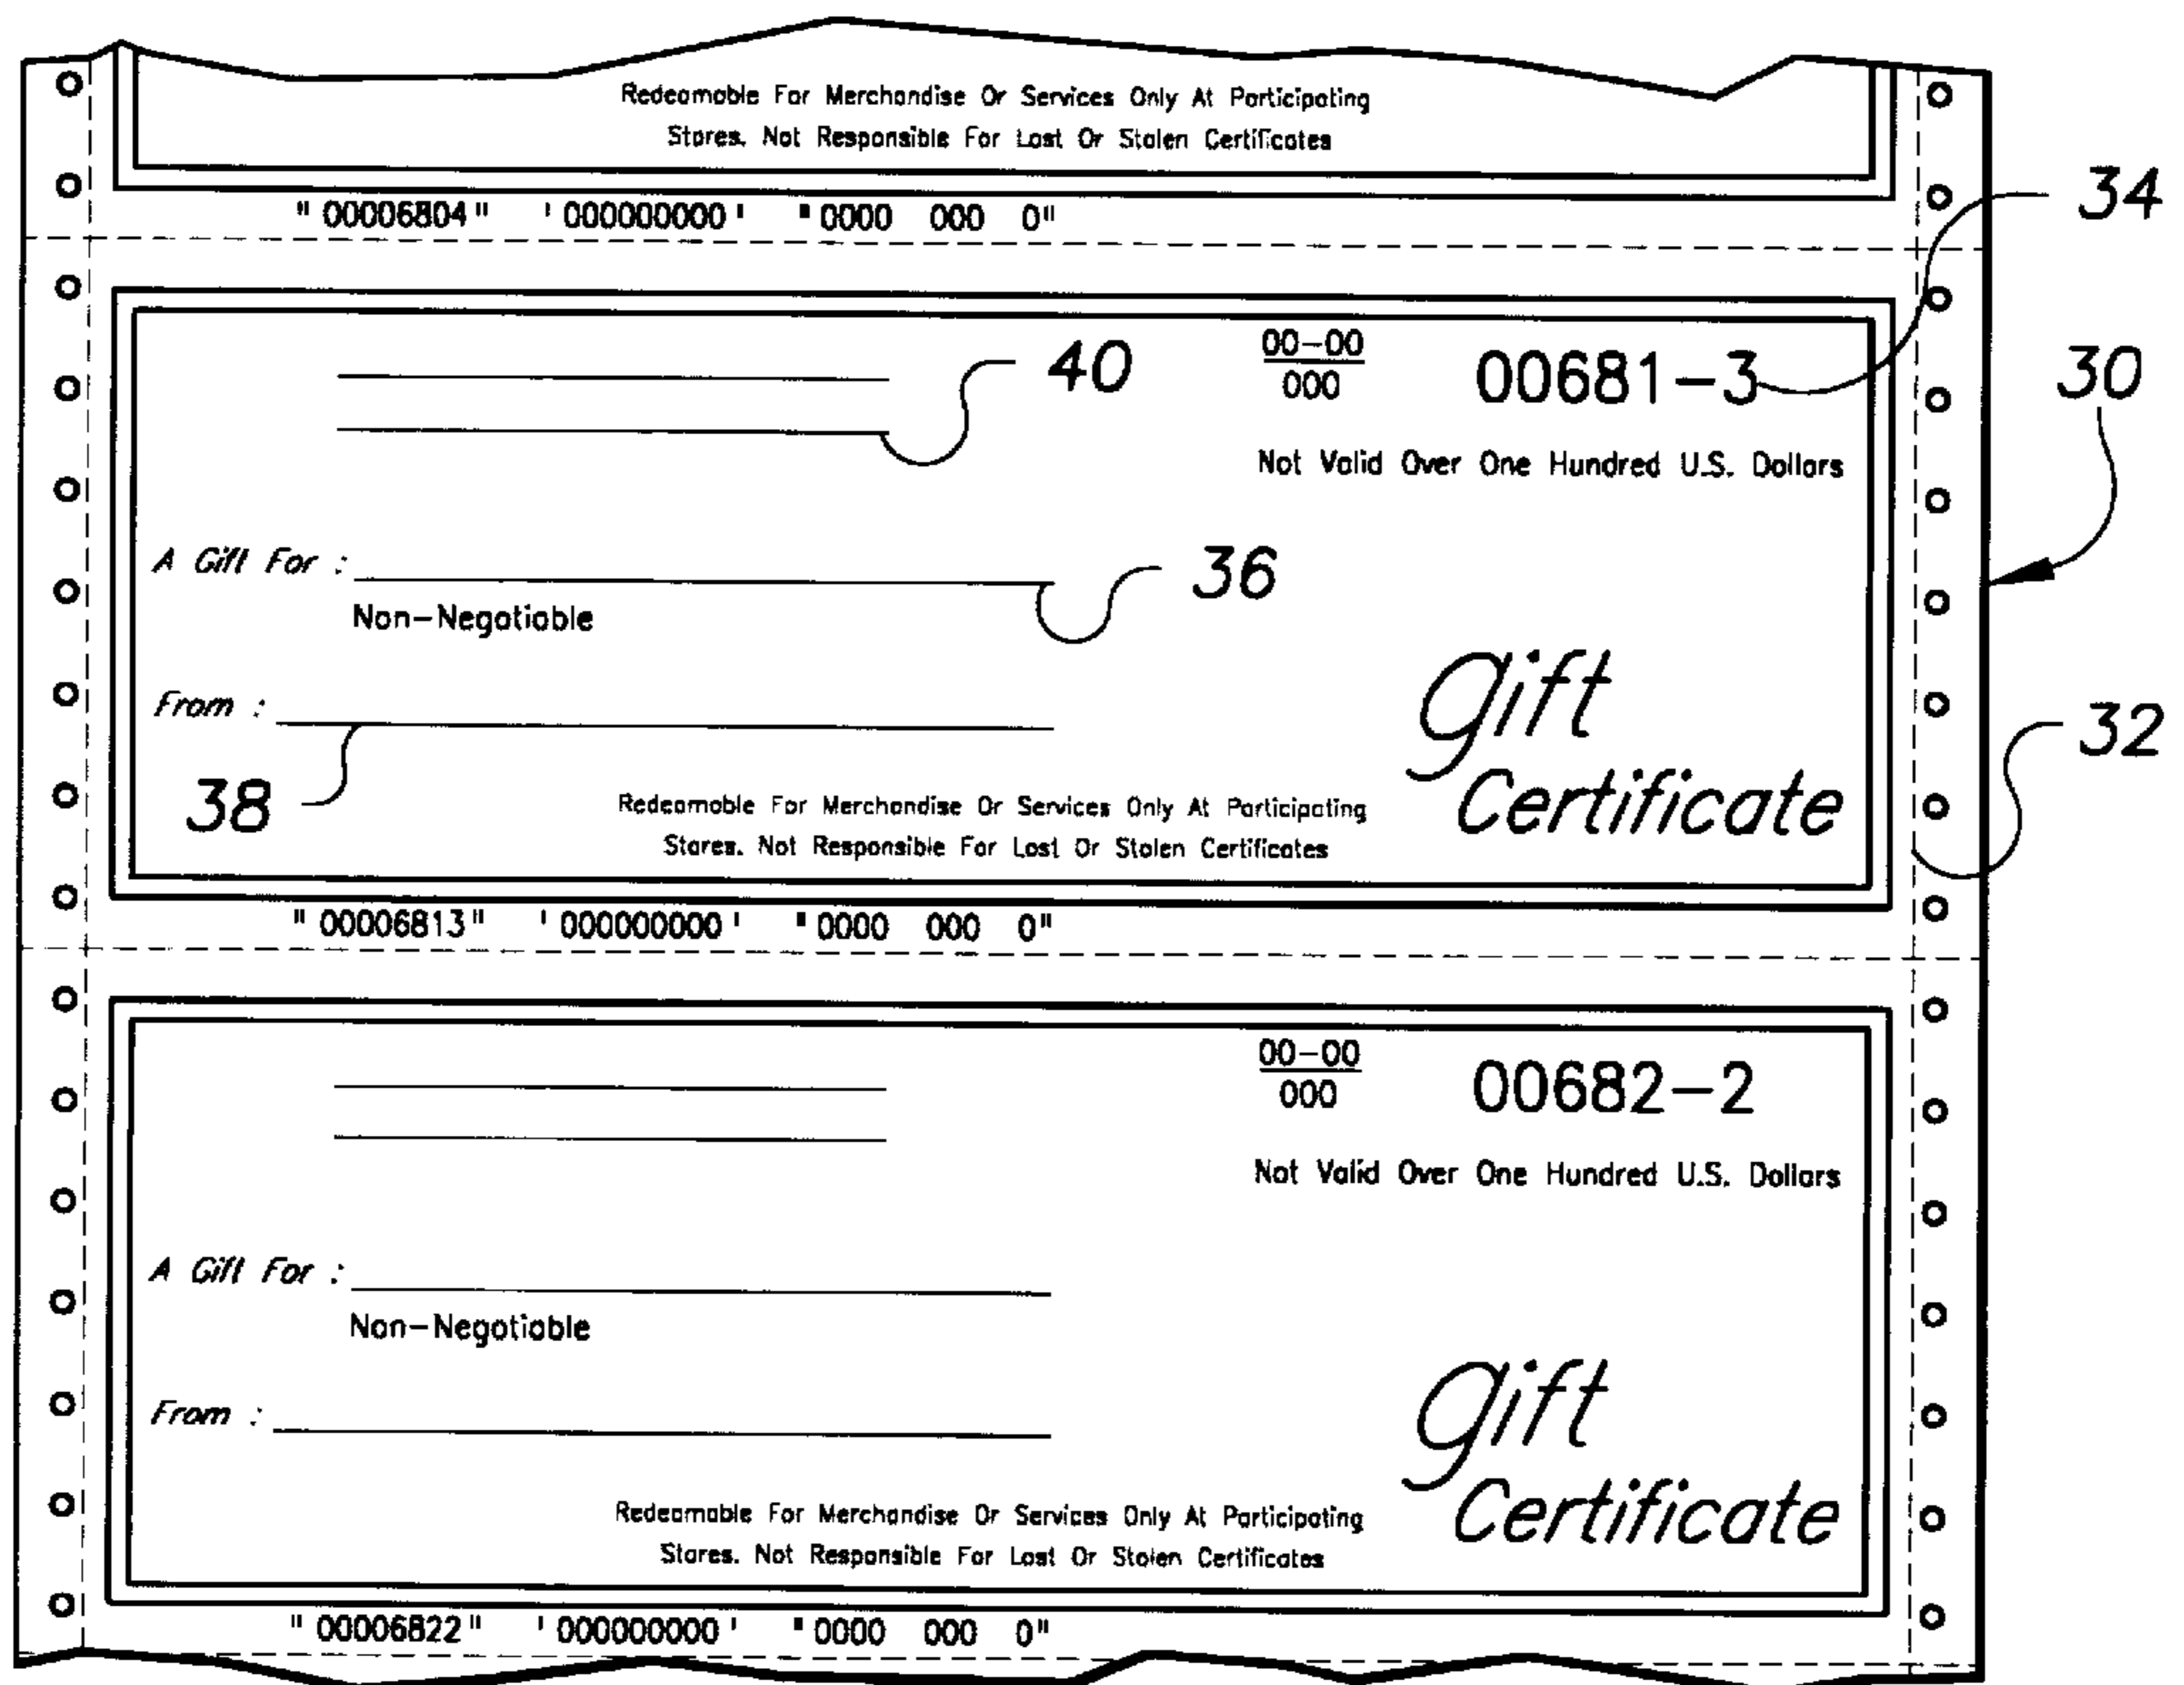 Redeamable For Merchandise Or Services Only At Participating
Stores. Not Responsible For Lost Or Stolen Certificates
" 00006804 " ' 000000000 ' " 0000 000 0"
34
40
00-00
000
00681-3
30
Not Valid Over One Hundred U.S. Dollars
A Gift For :
36
Non-Negotiable
From :
gift
32
38
Certificate
Redeamable For Merchandise Or Services Only At Participating
Stores. Not Responsible For Lost Or Stolen Certificates
" 00006813 " ' 000000000 ' " 0000 000 0"
00-00
000
00682-2
Not Valid Over One Hundred U.S. Dollars
A Gift For :
Non-Negotiable
From :
gift
Certificate
Redeamable For Merchandise Or Services Only At Participating
Stores. Not Responsible For Lost Or Stolen Certificates
" 00006822 " ' 000000000 ' " 0000 000 0"